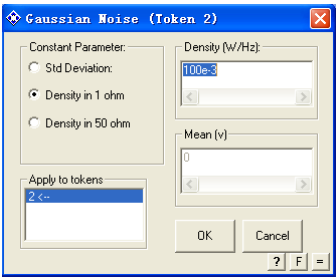 Gaussian Noise (Token 2)
Constant Parameter:
Std Deviation:
Density in 1 ohm
Density in 50 ohm
Density (W/Hz):
100e-3
Mean (v)
0
Apply to tokens
2 <--
OK
Cancel
? F =